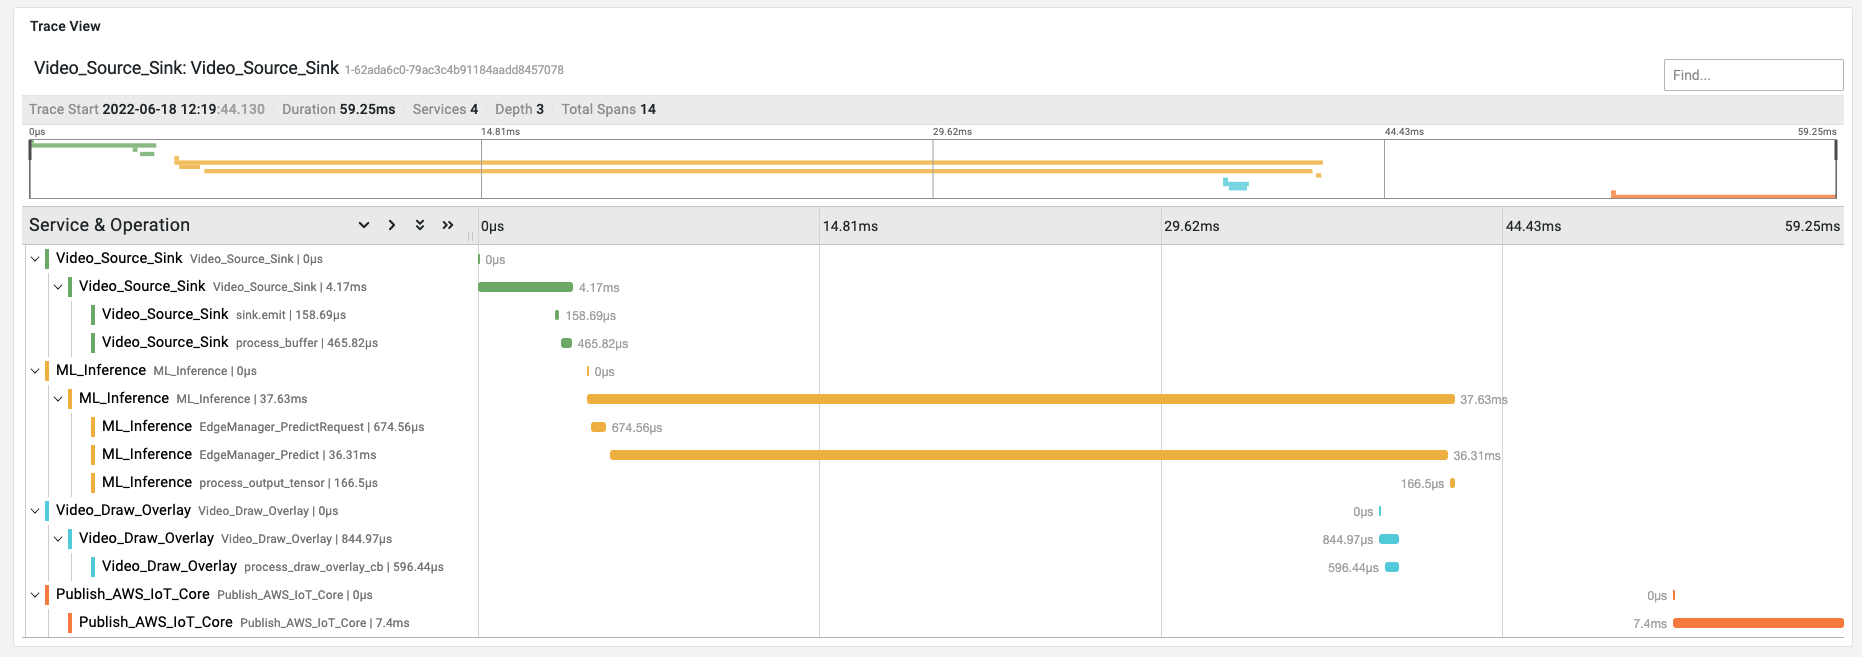 Trace View
Video_Source_Sink: Video_Source_Sink 1-62ada6c0-79ac3c4b91184aadd8457078
Find...
Trace Start 2022-06-18 12:19:44.130 Duration 59.25ms Services 4 Depth 3 Total Spans 14
0μs 14.81ms 29.62ms 44.43ms 59.25ms
Service & Operation 0μs 14.81ms 29.62ms 44.43ms 59.25ms
Video_Source_Sink Video_Source_Sink | 0μs 0μs
Video_Source_Sink Video_Source_Sink | 4.17ms 4.17ms
Video_Source_Sink sink.emit | 158.69μs 158.69μs
Video_Source_Sink process_buffer | 465.82μs 465.82μs
ML_Inference ML_Inference | 0μs 0μs
ML_Inference ML_Inference | 37.63ms 37.63ms
ML_Inference EdgeManager_PredictRequest | 674.56μs 674.56μs
ML_Inference EdgeManager_Predict | 36.31ms 36.31ms
ML_Inference process_output_tensor | 166.5μs 166.5μs
Video_Draw_Overlay Video_Draw_Overlay | 0μs 0μs
Video_Draw_Overlay Video_Draw_Overlay | 844.97μs 844.97μs
Video_Draw_Overlay process_draw_overlay_cb | 596.44μs 596.44μs
Publish_AWS_IoT_Core Publish_AWS_IoT_Core | 0μs 0μs
Publish_AWS_IoT_Core Publish_AWS_IoT_Core | 7.4ms 7.4ms